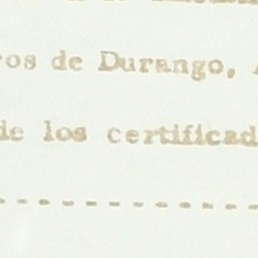 ros de Durango,
de los certificad
--------------